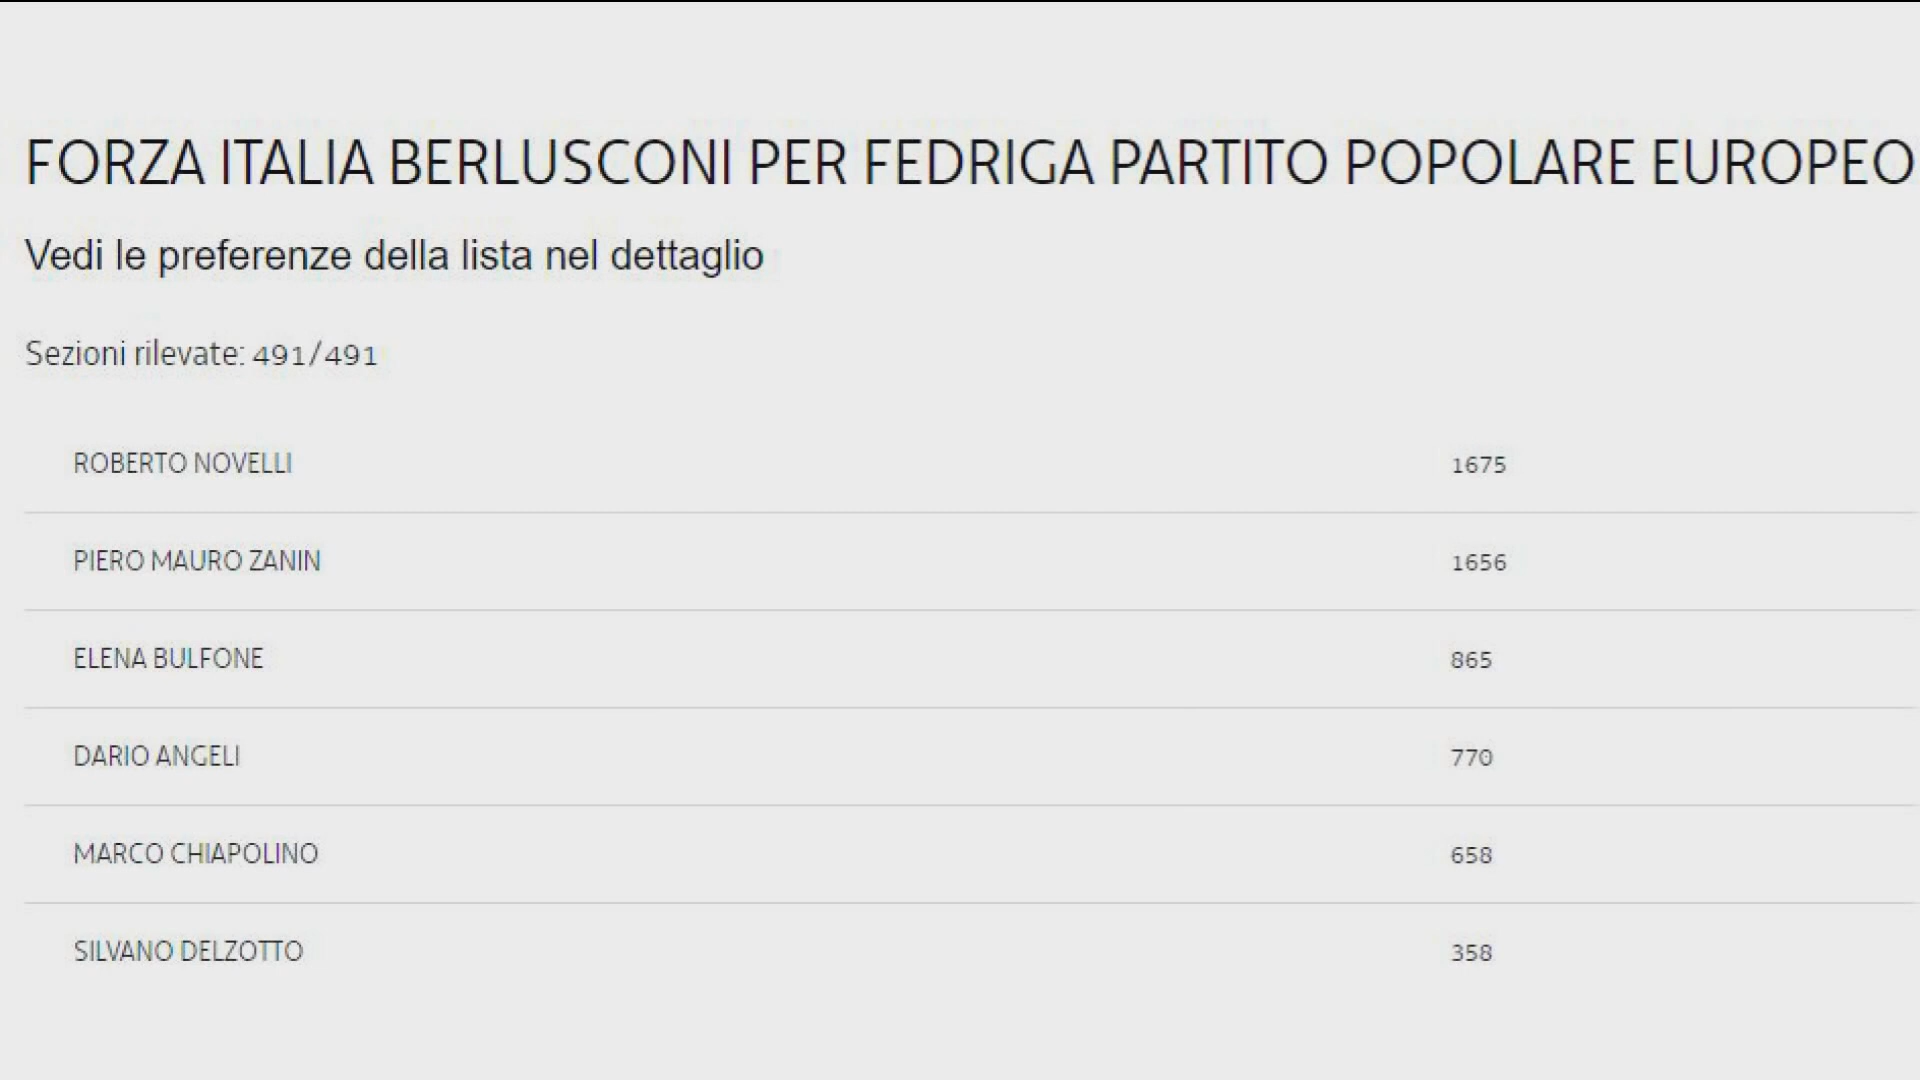 FORZA ITALIA BERLUSCONI PER FEDRIGA PARTITO POPOLARE EUROPEO
Vedi le preferenze della lista nel dettaglio
Sezioni rilevate: 491/491
ROBERTO NOVELLI 1675
PIERO MAURO ZANIN 1656
ELENA BULFONE 865
DARIO ANGELI 770
MARCO CHIAPOLINO 658
SILVANO DELZOTTO 358